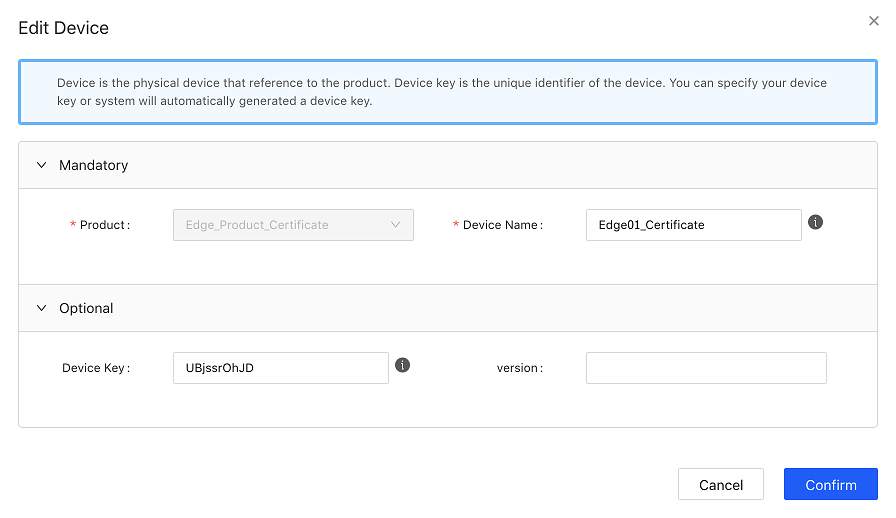 Edit Device
Device is the physical device that reference to the product. Device key is the unique identifier of the device. You can specify your device
key or system will automatically generated a device key.
Mandatory
* Product :
Edge_Product_Certificate
* Device Name :
Edge01_Certificate
Optional
Device Key :
UBjssrOhJD
version :
Cancel
Confirm